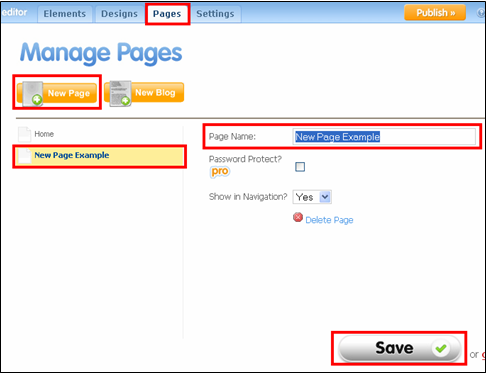 editor Elements Designs Pages Settings Publish »
Manage Pages
New Page New Blog
Home
New Page Example
Page Name: New Page Example
Password Protect?
pro
Show in Navigation? Yes
Delete Page
Save
or